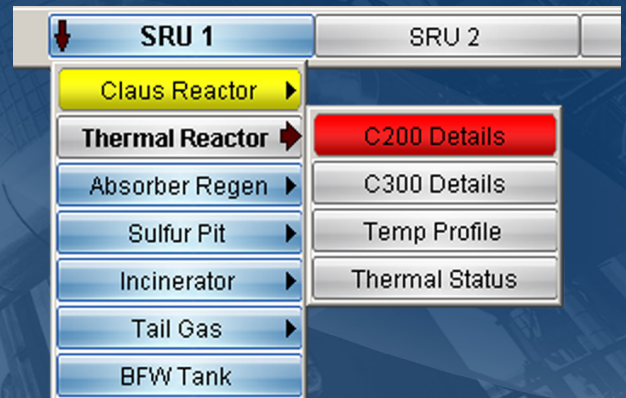 SRU 1
SRU 2
Claus Reactor
Thermal Reactor
C200 Details
Absorber Regen
C300 Details
Sulfur Pit
Temp Profile
Incinerator
Thermal Status
Tail Gas
BFW Tank